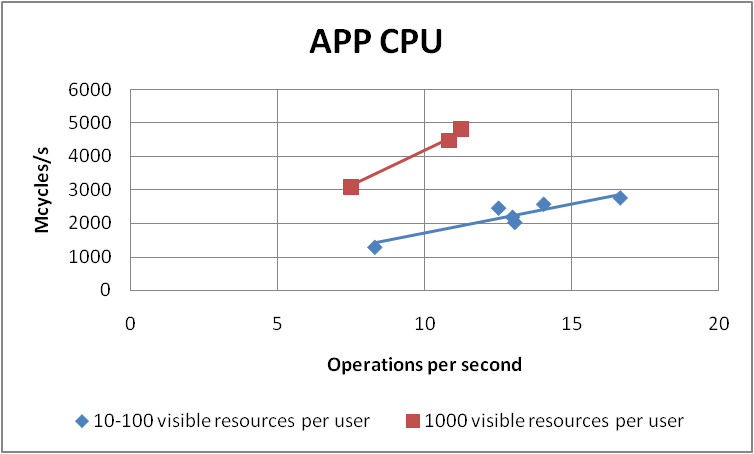 APP CPU
6000
5000
4000
3000
2000
1000
0
Mcycles/s
0 5 10 15 20
Operations per second
10-100 visible resources per user 1000 visible resources per user